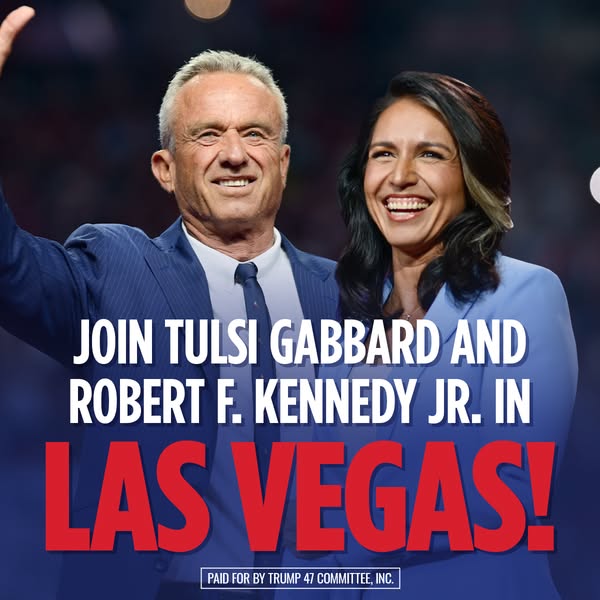 JOIN TULSI GABBARD AND
ROBERT F. KENNEDY JR. IN
LAS VEGAS!
PAID FOR BY TRUMP 47 COMMITTEE, INC.